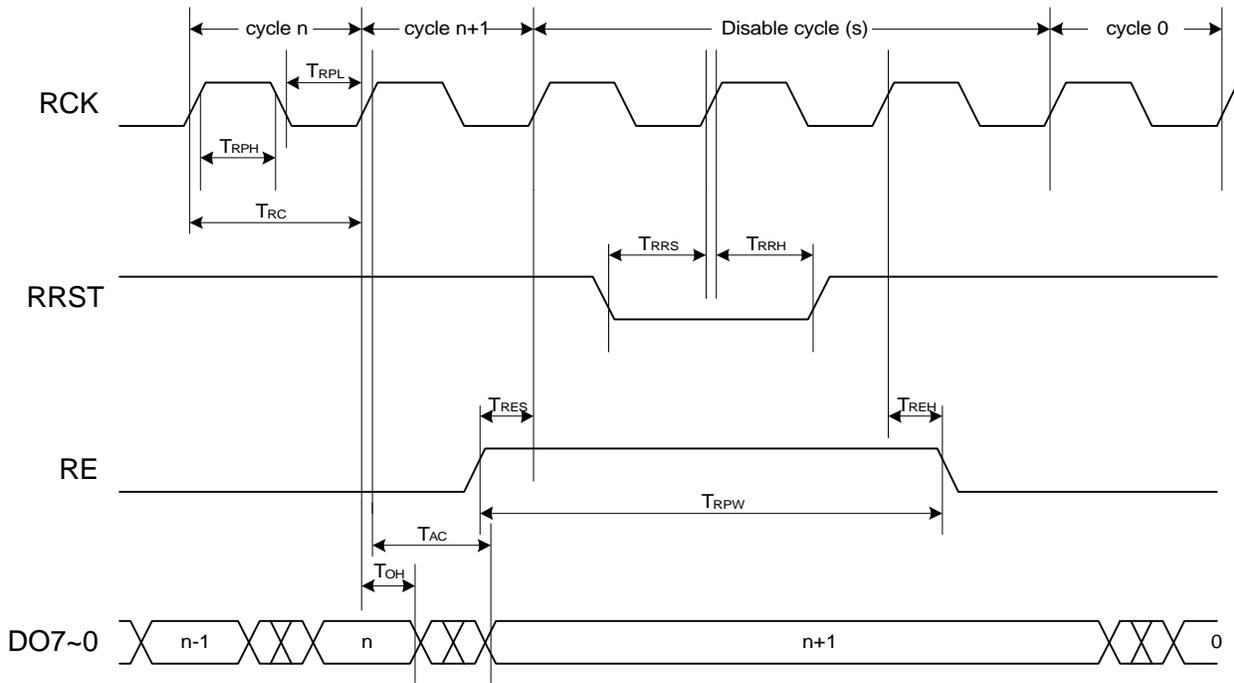 cycle n cycle n+1 Disable cycle (s) cycle 0
TRPL
RCK
TRPH
TRC
TRRS TRRH
RRST
TRES TREH
RE
TRPW
TAC
TOH
DO7~0 n-1 n n+1 0